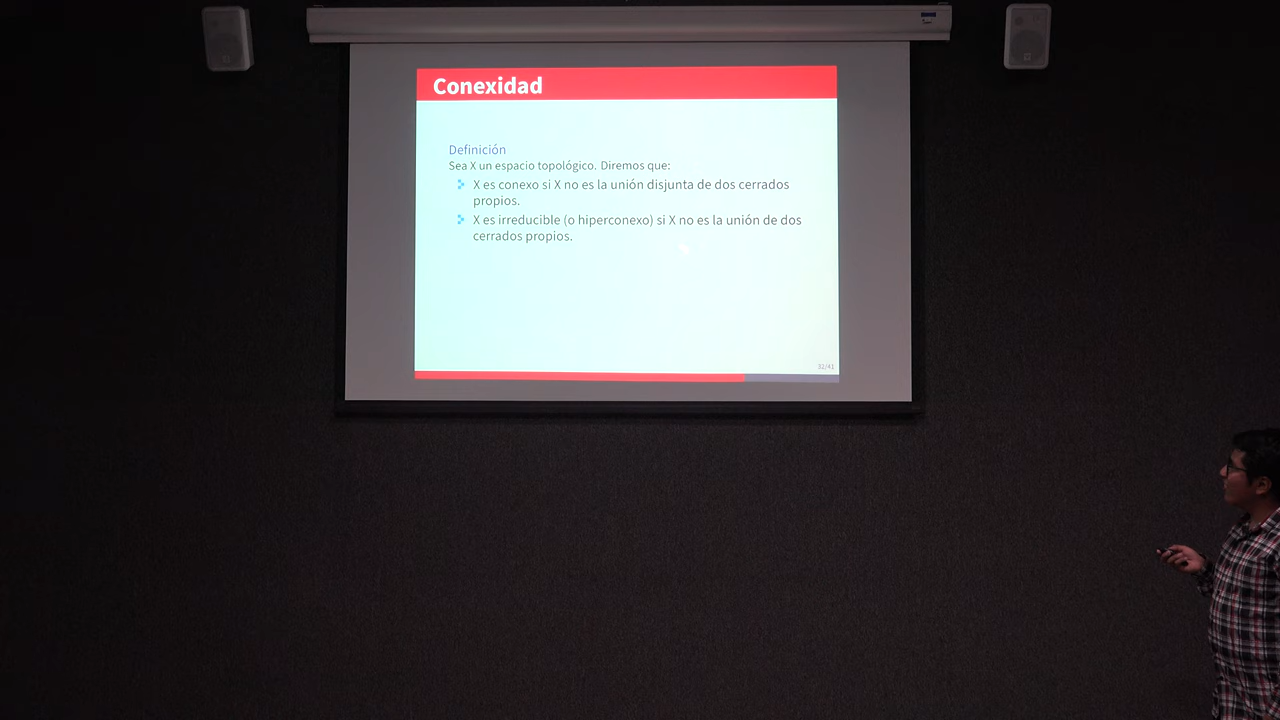 Conexidad
Definición
Sea X un espacio topológico. Diremos que:
X es conexo si X no es la unión disjunta de dos cerrados
propios.
X es irreducible (o hiperconexo) si X no es la unión de dos
cerrados propios.
32/41